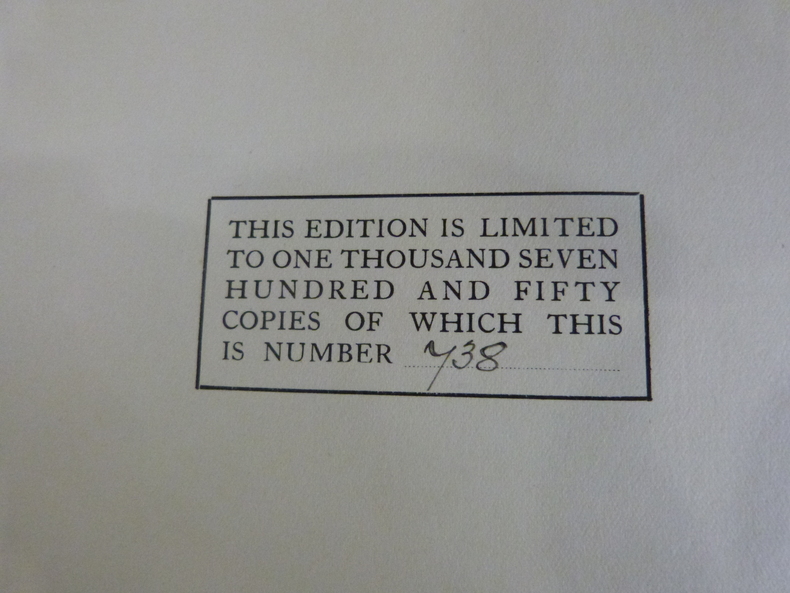 THIS EDITION IS LIMITED
TO ONE THOUSAND SEVEN
HUNDRED AND FIFTY
COPIES OF WHICH THIS
IS NUMBER 738